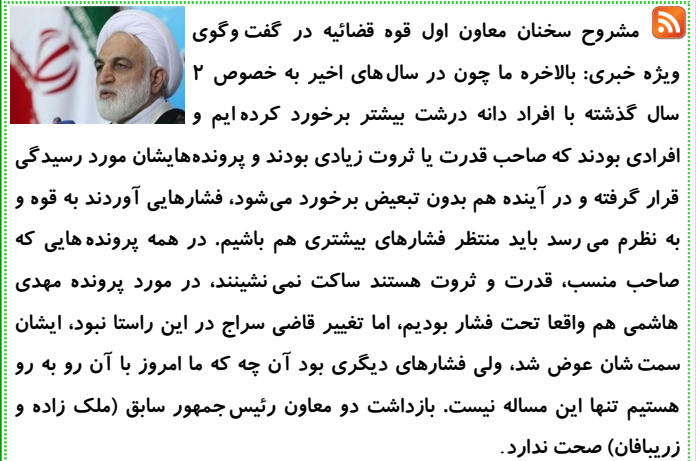 مشروح سخنان معاون اول قوه قضائیه در گفت وگوی
ویژه خبری: بالاخره ما چون در سال‌های اخیر به خصوص ۲
سال گذشته با افراد دانه درشت بیشتر برخورد کرده ایم و
افرادی بودند که صاحب قدرت یا ثروت زیادی بودند و پرونده‌هایشان مورد رسیدگی
قرار گرفته و در آینده هم بدون تبعیض برخورد می‌شود، فشارهایی آوردند به قوه و
به نظرم می رسد باید منتظر فشارهای بیشتری هم باشیم. در همه پرونده هایی که
صاحب منسب، قدرت و ثروت هستند ساکت نمی نشینند، در مورد پرونده مهدی
هاشمی هم واقعا تحت فشار بودیم، اما تغییر قاضی سراج در این راستا نبود، ایشان
سمت شان عوض شد، ولی فشارهای دیگری بود آن چه که ما امروز با آن رو به رو
هستیم تنها این مساله نیست. بازداشت دو معاون رئیس جمهور سابق (ملک زاده و
زریبافان) صحت ندارد.